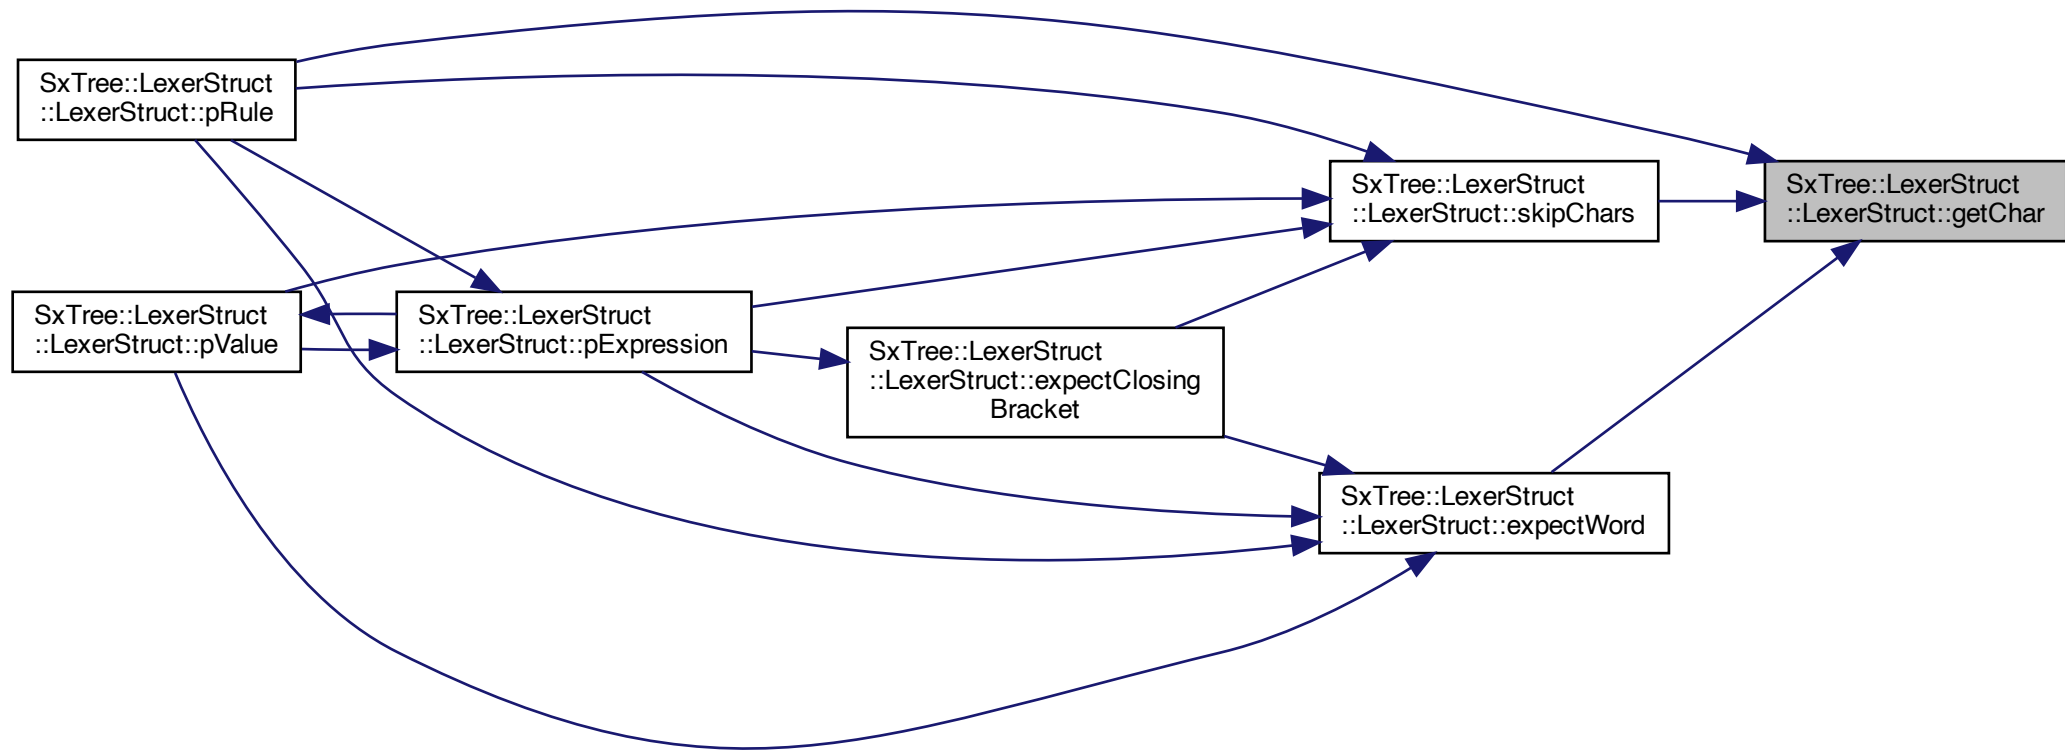 SxTree::LexerStruct
::LexerStruct::pRule
SxTree::LexerStruct
::LexerStruct::skipChars
SxTree::LexerStruct
::LexerStruct::getChar
SxTree::LexerStruct
::LexerStruct::pValue
SxTree::LexerStruct
::LexerStruct::pExpression
SxTree::LexerStruct
::LexerStruct::expectClosing
Bracket
SxTree::LexerStruct
::LexerStruct::expectWord